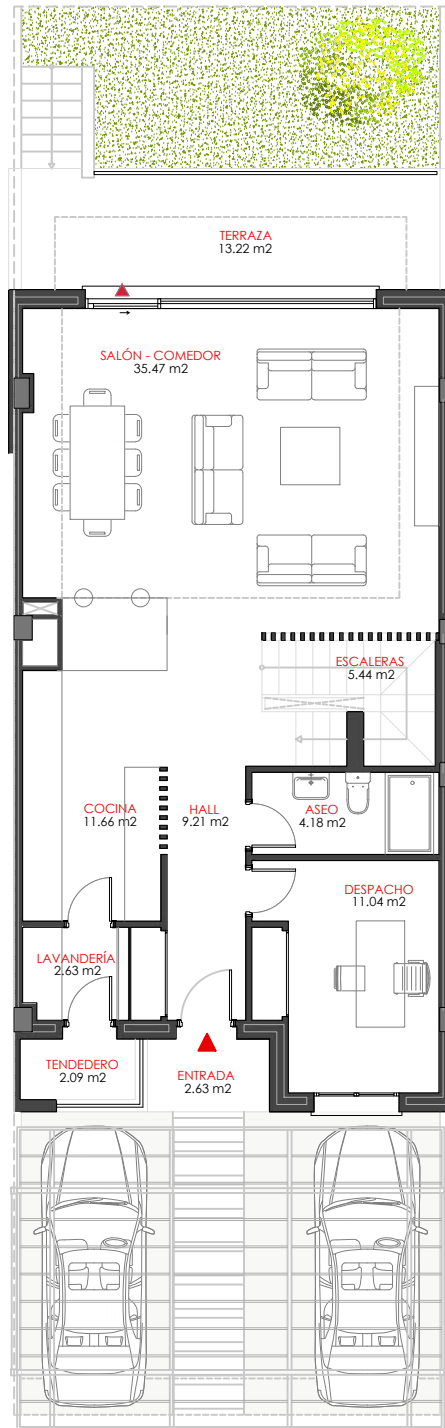 TERRAZA
13.22 m2
SALÓN - COMEDOR
35.47 m2
ESCALERAS
5.44 m2
COCINA
11.66 m2
HALL
9.21 m2
ASEO
4.18 m2
DESPACHO
11.04 m2
LAVANDERÍA
2.63 m2
TENDEDERO
2.09 m2
ENTRADA
2.63 m2